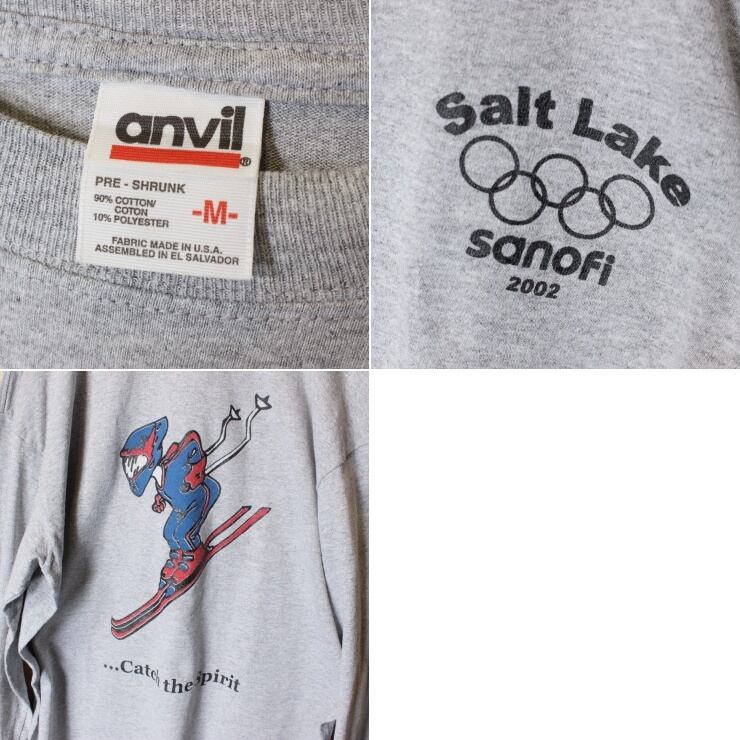 anvil
®
PRE - SHRUNK
90% COTTON/
COTON
10% POLYESTER
-M-
FABRIC MADE IN U.S.A.
ASSEMBLED IN EL SALVADOR
Salt Lake
sanofi
2002
...Catch the Spirit